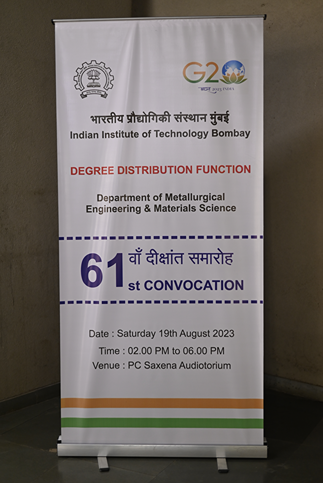 G20
भारतीय प्रौद्योगिकी संस्थान मुंबई
Indian Institute of Technology Bombay
DEGREE DISTRIBUTION FUNCTION
Department of Metallurgical
Engineering & Materials Science
61 वाँ दीक्षांत समारोह
st CONVOCATION
Date : Saturday 19th August 2023
Time : 02.00 PM to 06.00 PM
Venue : PC Saxena Audiotorium